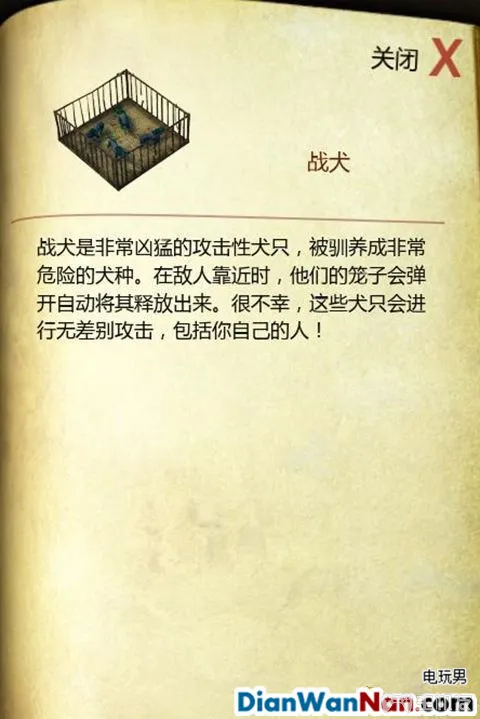 关闭 X
战犬
战犬是非常凶猛的攻击性犬只，被驯养成非常
危险的犬种。在敌人靠近时，他们的笼子会弹
开自动将其释放出来。很不幸，这些犬只会进
行无差别攻击，包括你自己的人！
电玩男
DianWanNan.com